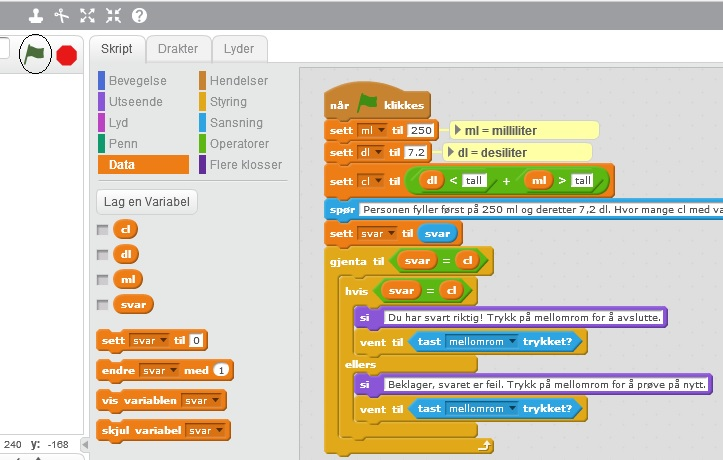 Skript Drakter Lyder
Bevegelse Hendelser
Utseende Styring
Lyd Sansning
Penn Operatorer
Data Flere klosser
Lag en Variabel
cl
dl
ml
svar
sett svar til 0
endre svar med 1
vis variablen svar
skjul variabel svar
240 y: -168
når klikkes
sett ml til 250 ml = milliliter
sett dl til 7.2 dl = desiliter
sett cl til dl < tall + ml > tall
spør Personen fyller først på 250 ml og deretter 7,2 dl. Hvor mange cl med va
sett svar til svar
gjenta til svar = cl
hvis svar = cl
si Du har svart riktig! Trykk på mellomrom for å avslutte.
vent til tast mellomrom trykket?
ellers
si Beklager, svaret er feil. Trykk på mellomrom for å prøve på nytt.
vent til tast mellomrom trykket?